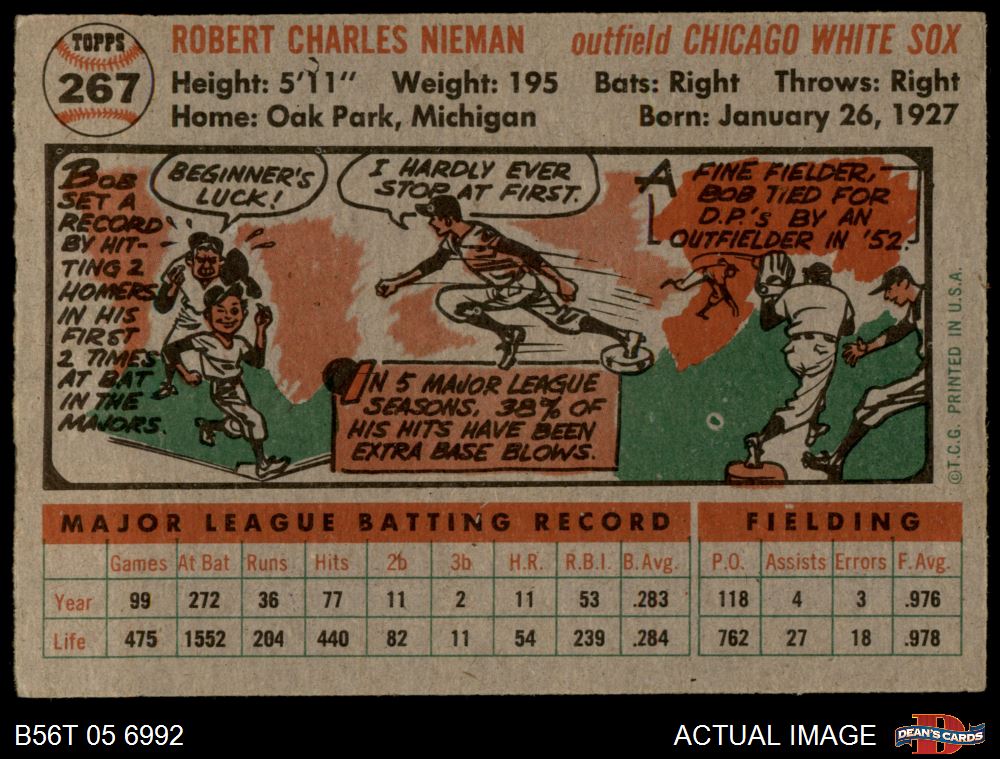 TOPPS
267
ROBERT CHARLES NIEMAN outfield CHICAGO WHITE SOX
Height: 5'11" Weight: 195 Bats: Right Throws: Right
Home: Oak Park, Michigan Born: January 26, 1927
BOB
SET A
RECORD
BY HIT-
TING 2
HOMERS
IN HIS
FIRST
2 TIMES
AT BAT
IN THE
MAJORS.
BEGINNER'S
LUCK!
I HARDLY EVER
STOP AT FIRST.
IN 5 MAJOR LEAGUE
SEASONS, 38% OF
HIS HITS HAVE BEEN
EXTRA BASE BLOWS.
A FINE FIELDER,
BOB TIED FOR
D.P.'S BY AN
OUTFIELDER IN '52.
©T.C.G. PRINTED IN U.S.A.
MAJOR LEAGUE BATTING RECORD FIELDING
Games At Bat Runs Hits 2b 3b H.R. R.B.I. B.Avg. P.O. Assists Errors F.Avg.
Year 99 272 36 77 11 2 11 53 .283 118 4 3 .976
Life 475 1552 204 440 82 11 54 239 .284 762 27 18 .978
B56T 05 6992 ACTUAL IMAGE
DEAN'S CARDS